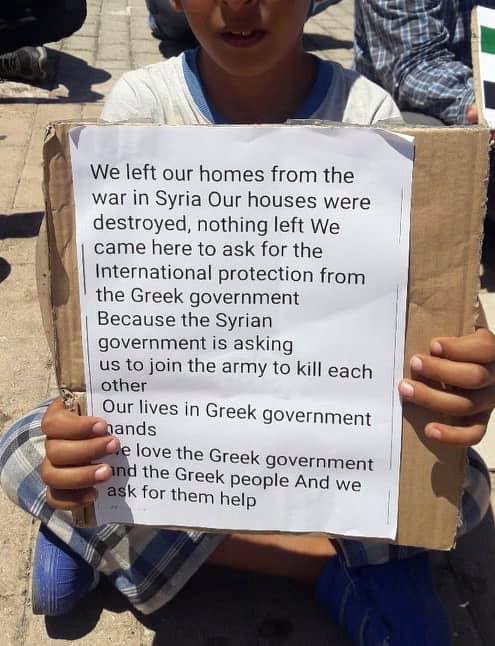 We left our homes from the
war in Syria Our houses were
destroyed, nothing left We
came here to ask for the
International protection from
the Greek government
Because the Syrian
government is asking
us to join the army to kill each
other
Our lives in Greek government
hands
We love the Greek government
and the Greek people And we
ask for them help